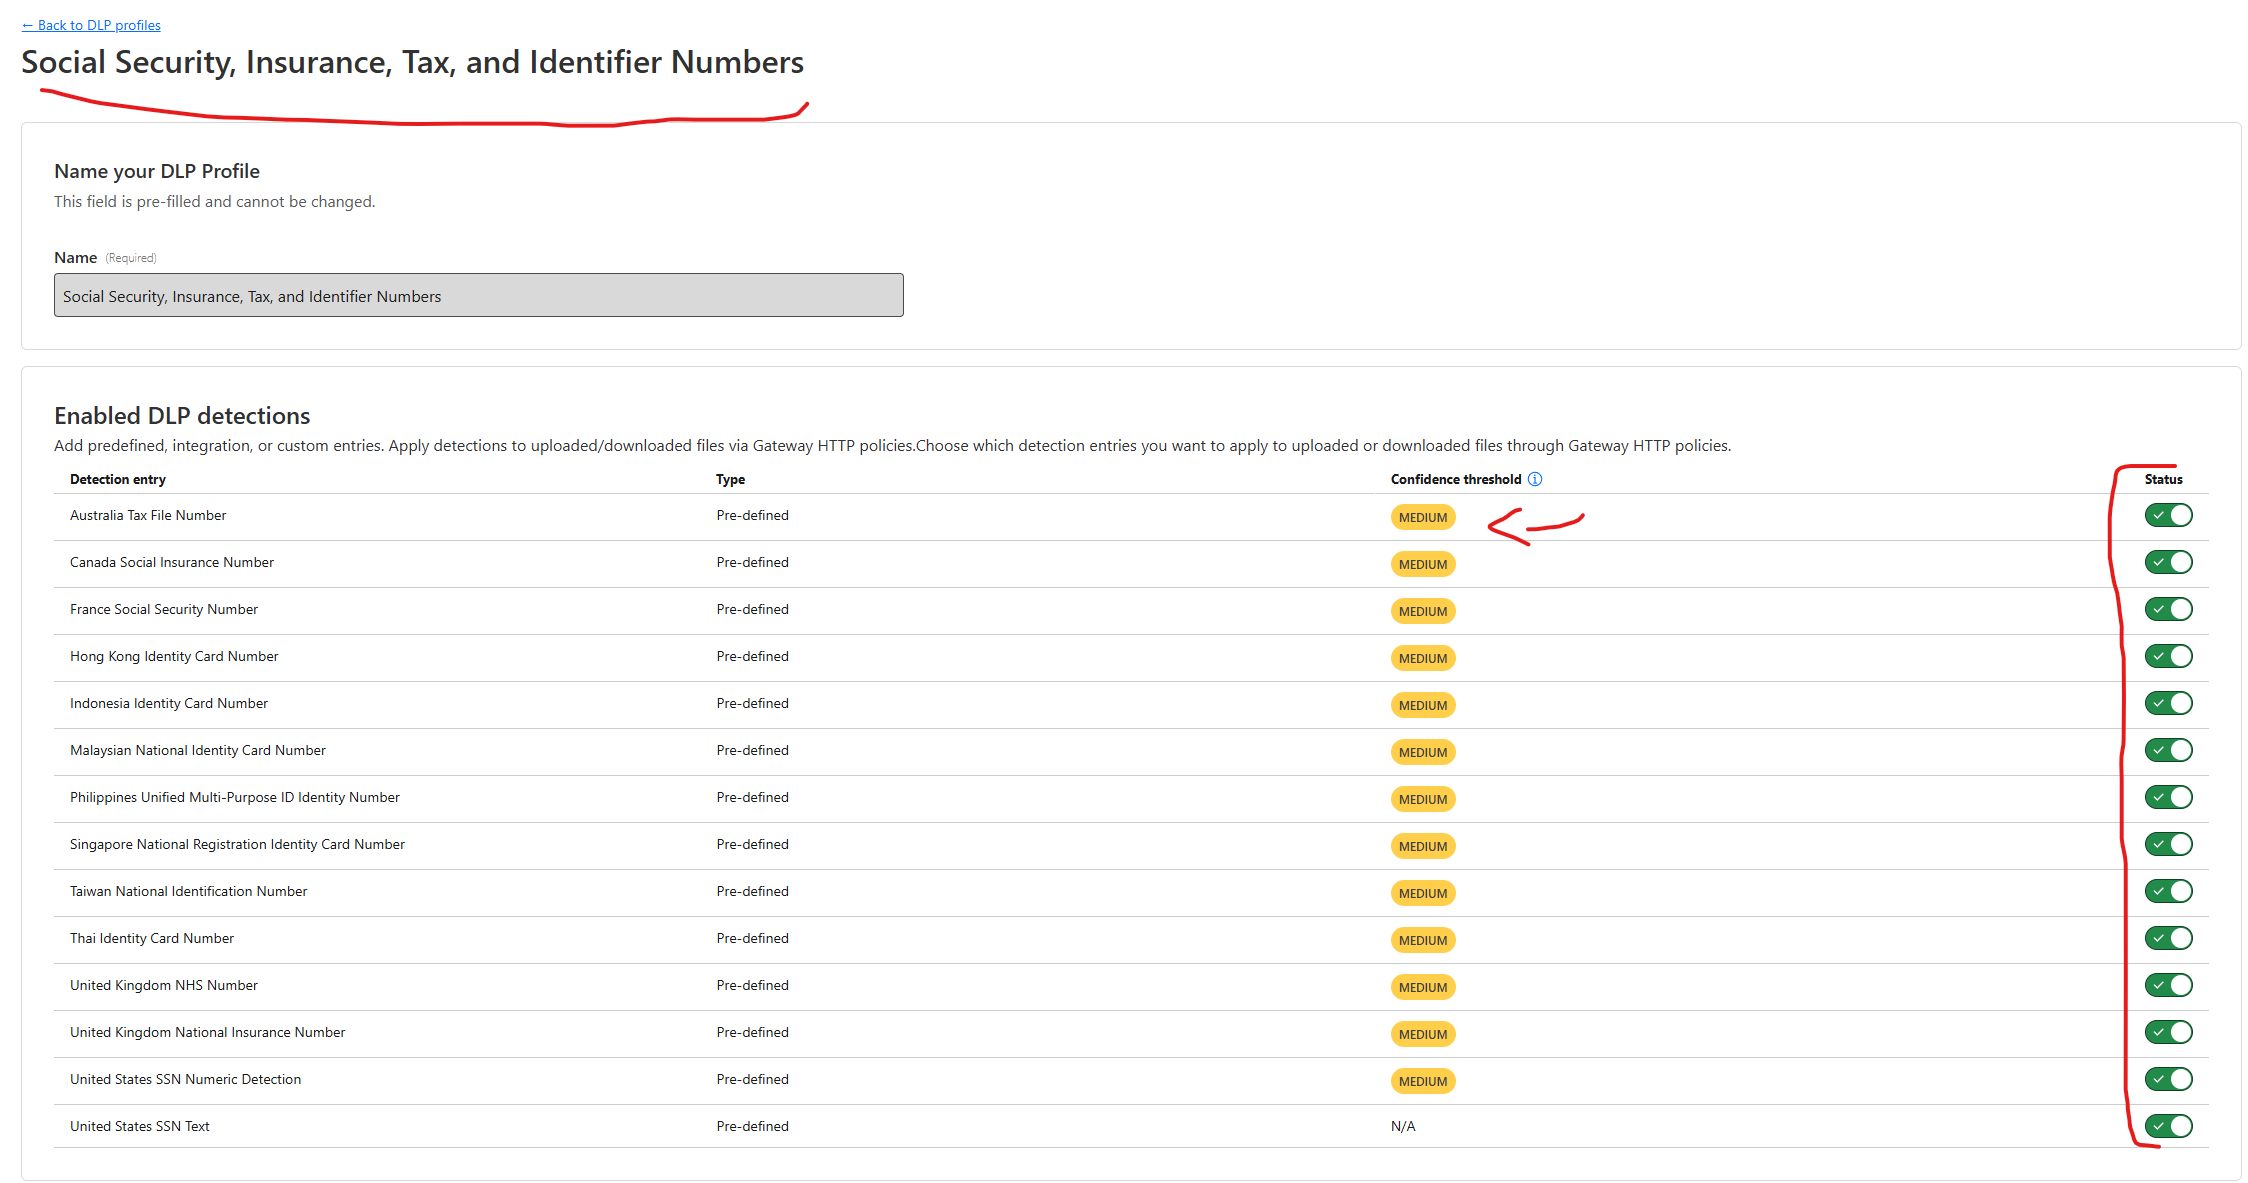 ← Back to DLP profiles
Social Security, Insurance, Tax, and Identifier Numbers
Name your DLP Profile
This field is pre-filled and cannot be changed.
Name (Required)
Social Security, Insurance, Tax, and Identifier Numbers
Enabled DLP detections
Add predefined, integration, or custom entries. Apply detections to uploaded/downloaded files via Gateway HTTP policies.Choose which detection entries you want to apply to uploaded or downloaded files through Gateway HTTP policies.
Detection entry Type Confidence threshold Status
Australia Tax File Number Pre-defined MEDIUM
Canada Social Insurance Number Pre-defined MEDIUM
France Social Security Number Pre-defined MEDIUM
Hong Kong Identity Card Number Pre-defined MEDIUM
Indonesia Identity Card Number Pre-defined MEDIUM
Malaysian National Identity Card Number Pre-defined MEDIUM
Philippines Unified Multi-Purpose ID Identity Number Pre-defined MEDIUM
Singapore National Registration Identity Card Number Pre-defined MEDIUM
Taiwan National Identification Number Pre-defined MEDIUM
Thai Identity Card Number Pre-defined MEDIUM
United Kingdom NHS Number Pre-defined MEDIUM
United Kingdom National Insurance Number Pre-defined MEDIUM
United States SSN Numeric Detection Pre-defined MEDIUM
United States SSN Text Pre-defined N/A